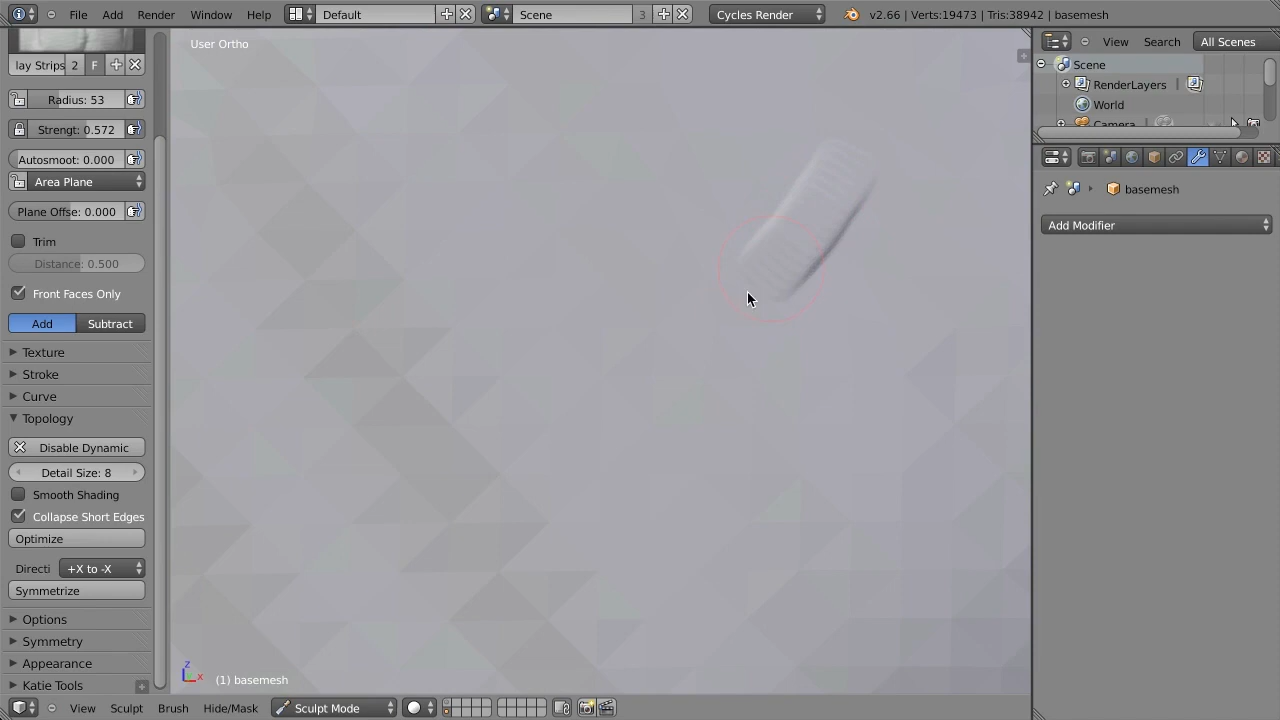 File Add Render Window Help Default Scene 3 Cycles Render v2.66 | Verts:19473 | Tris:38942 | basemesh
User Ortho
View Search All Scenes
lay Strips 2 F
Scene
RenderLayers
World
Camera
Radius: 53
Strengt: 0.572
Autosmoot: 0.000
Area Plane
Plane Offse: 0.000
basemesh
Add Modifier
Trim
Distance: 0.500
Front Faces Only
Add Subtract
Texture
Stroke
Curve
Topology
Disable Dynamic
Detail Size: 8
Smooth Shading
Collapse Short Edges
Optimize
Directi +X to -X
Symmetrize
Options
Symmetry
Appearance
Katie Tools
z
x
(1) basemesh
View Sculpt Brush Hide/Mask Sculpt Mode